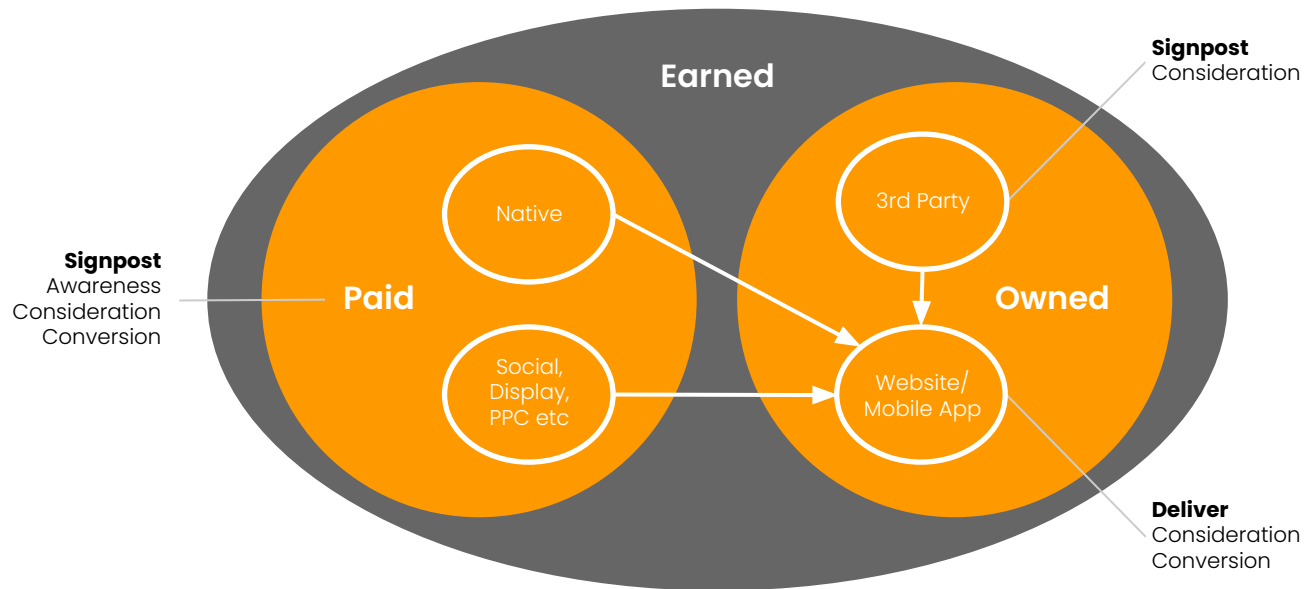 Earned
Signpost
Consideration
Native
3rd Party
Signpost
Awareness
Consideration
Conversion
Paid
Owned
Social,
Display,
PPC etc
Website/
Mobile App
Deliver
Consideration
Conversion